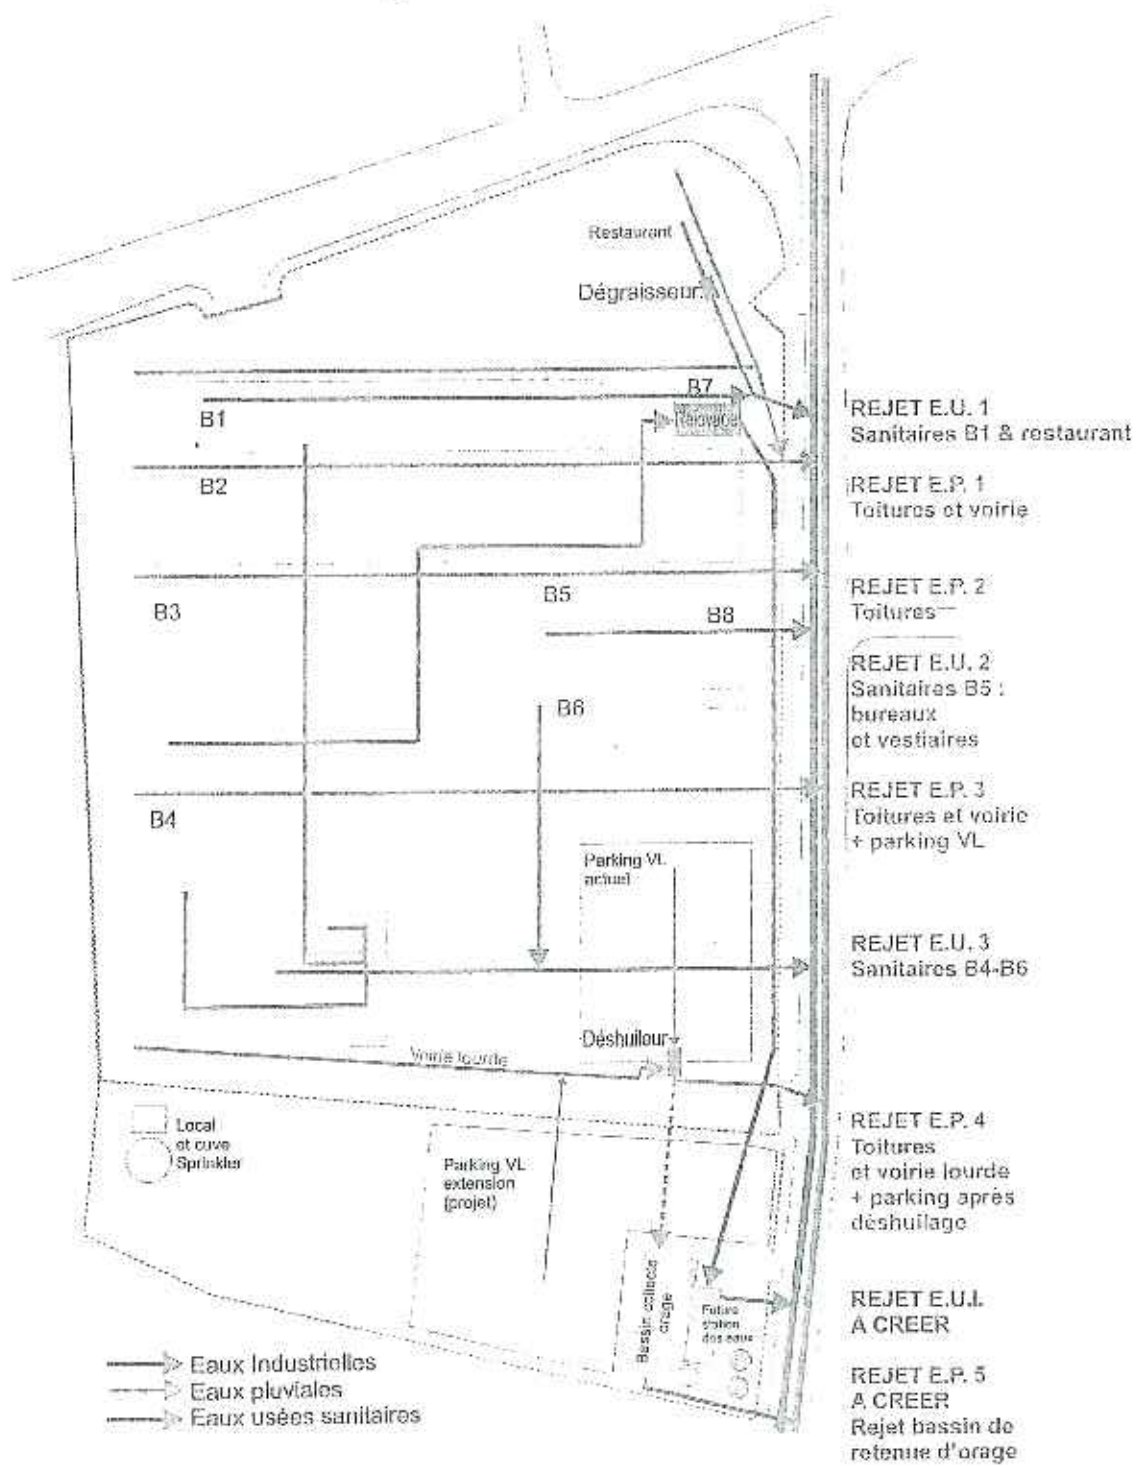 Restaurant
Dégraisseur
B7
Relevage
B1
B2
B3
B5
B8
B6
B4
Parking VL
actuel
Déshuileur
Voirie lourde
Local
et cuve
Sprinkler
Parking VL
extension
(projet)
Bassin collecte
orage
Future
station
des eaux
REJET E.U. 1
Sanitaires B1 & restaurant
REJET E.P. 1
Toitures et voirie
REJET E.P. 2
Toitures
REJET E.U. 2
Sanitaires B5 :
bureaux
et vestiaires
REJET E.P. 3
Toitures et voirie
+ parking VL
REJET E.U. 3
Sanitaires B4-B6
REJET E.P. 4
Toitures
et voirie lourde
+ parking après
déshuilage
REJET E.U.I.
A CREER
REJET E.P. 5
A CREER
Rejet bassin de
retenue d'orage
Eaux Industrielles
Eaux pluviales
Eaux usées sanitaires